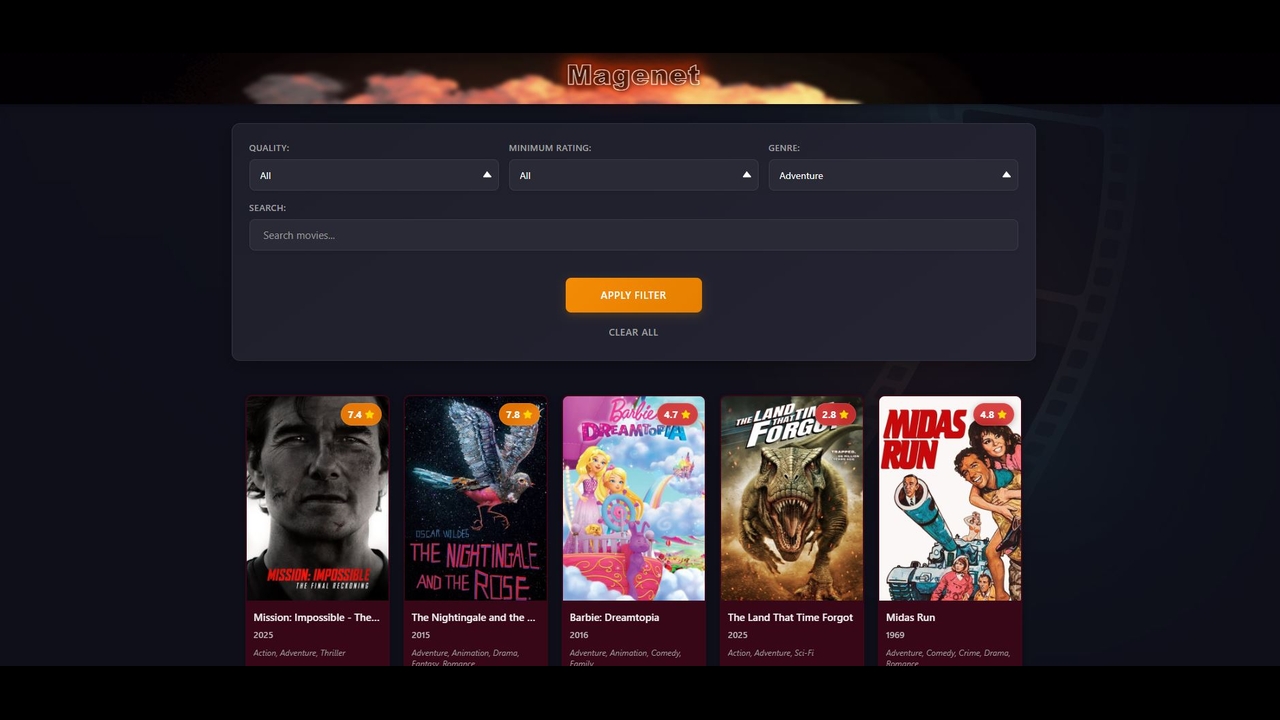 Magenet
QUALITY:
MINIMUM RATING:
GENRE:
All
All
Adventure
SEARCH:
Search movies...
APPLY FILTER
CLEAR ALL
7.4
MISSION: IMPOSSIBLE
THE FINAL RECKONING
Mission: Impossible - The...
2025
Action, Adventure, Thriller
7.8
OSCAR WILDE'S
THE NIGHTINGALE
AND THE ROSE
The Nightingale and the ...
2015
Adventure, Animation, Drama,
Fantasy, Romance
4.7
Barbie
DREAMTOPIA
Barbie: Dreamtopia
2016
Adventure, Animation, Comedy,
Family
2.8
THE LAND
THAT TIME
FORGOT
TRAPPED.
The Land That Time Forgot
2025
Action, Adventure, Sci-Fi
4.8
MIDAS
RUN
Midas Run
1969
Adventure, Comedy, Crime, Drama,
Romance